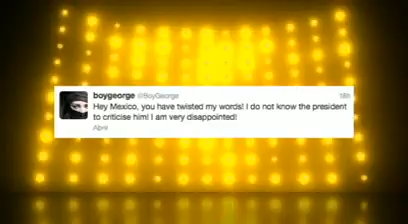 boygeorge @BoyGeorge 18h
Hey Mexico, you have twisted my words! I do not know the president
to criticise him! I am very disappointed!
Abrir